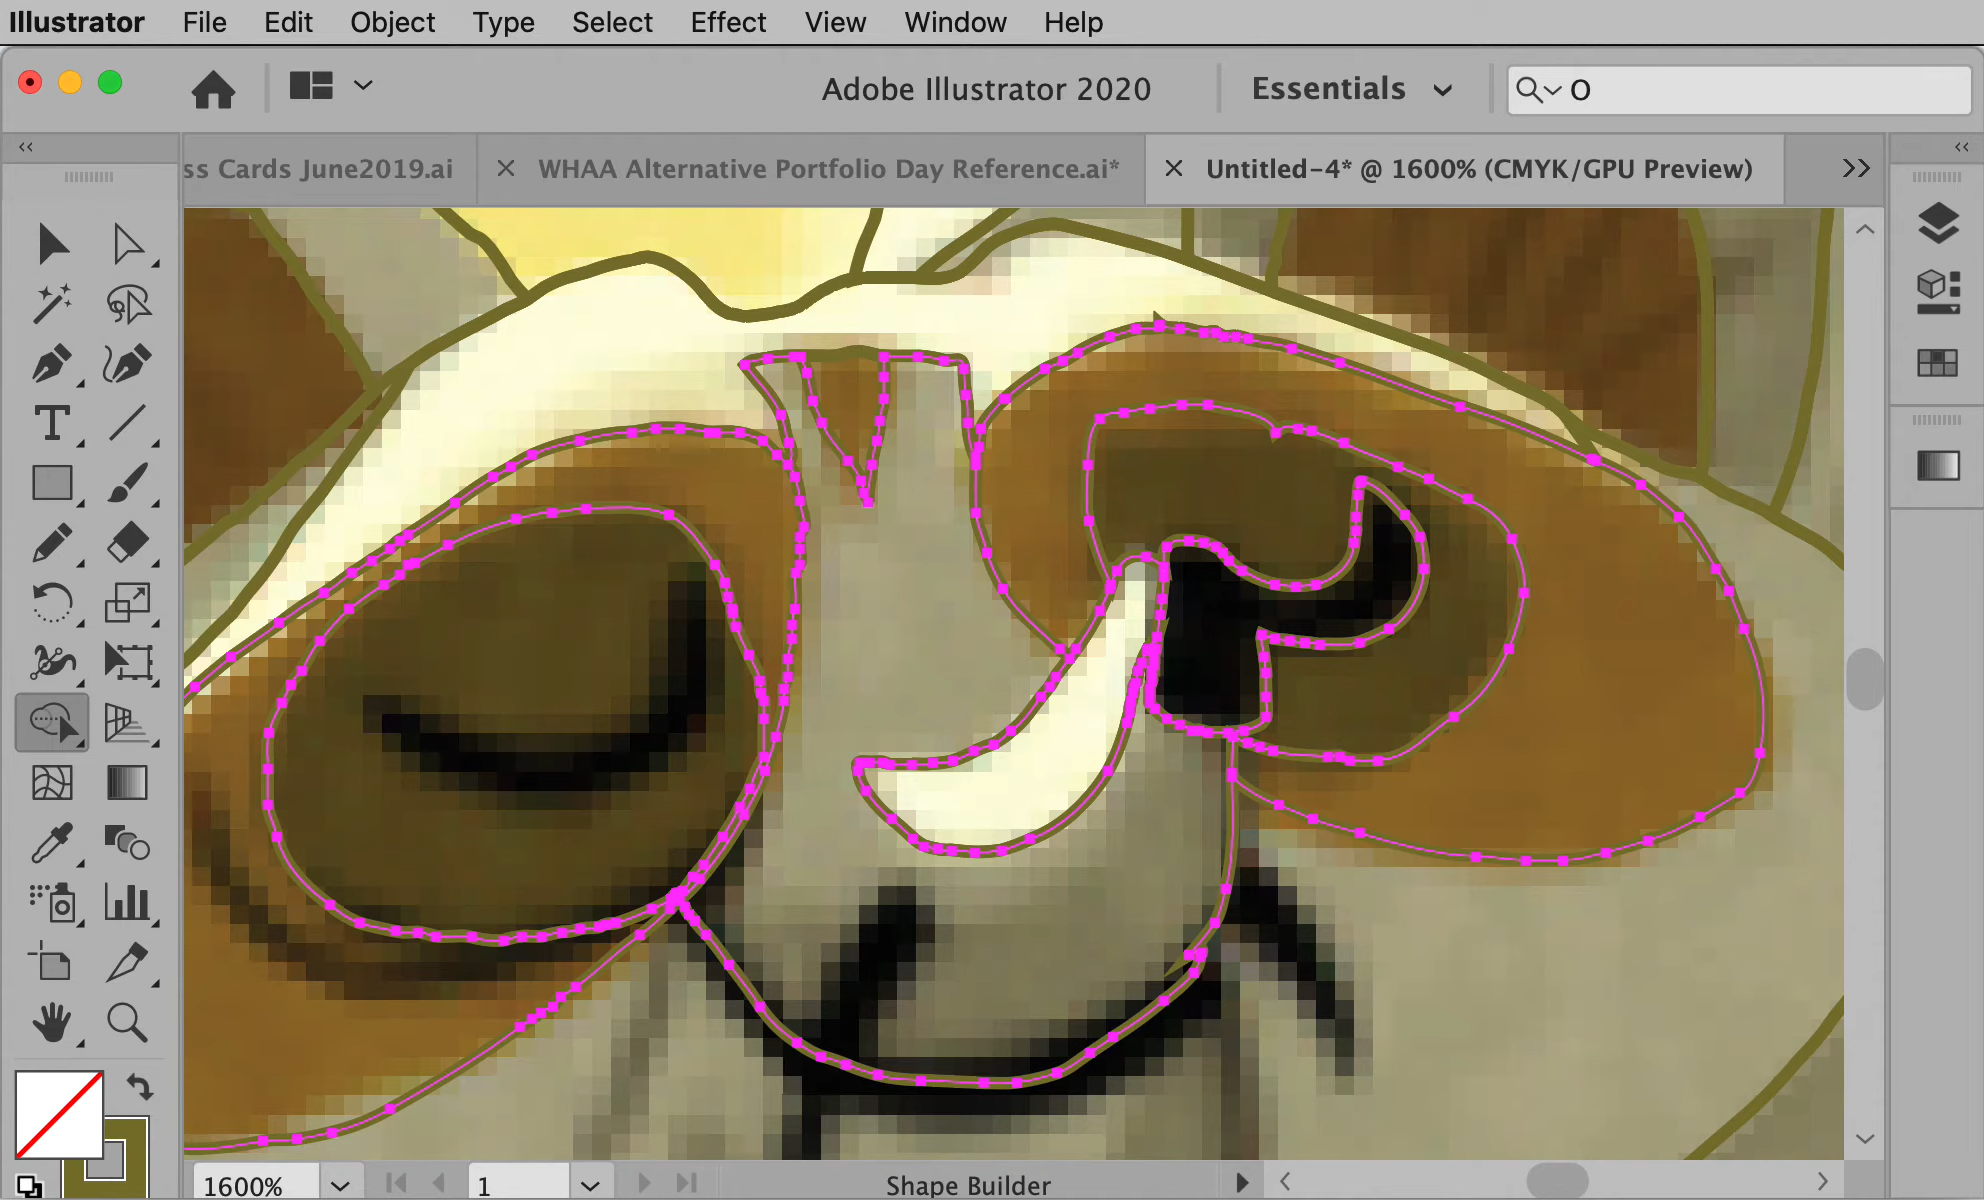 Illustrator File Edit Object Type Select Effect View Window Help
Adobe Illustrator 2020 Essentials O
ss Cards June2019.ai × WHAA Alternative Portfolio Day Reference.ai* × Untitled-4* @ 1600% (CMYK/GPU Preview)
1600% 1 Shape Builder